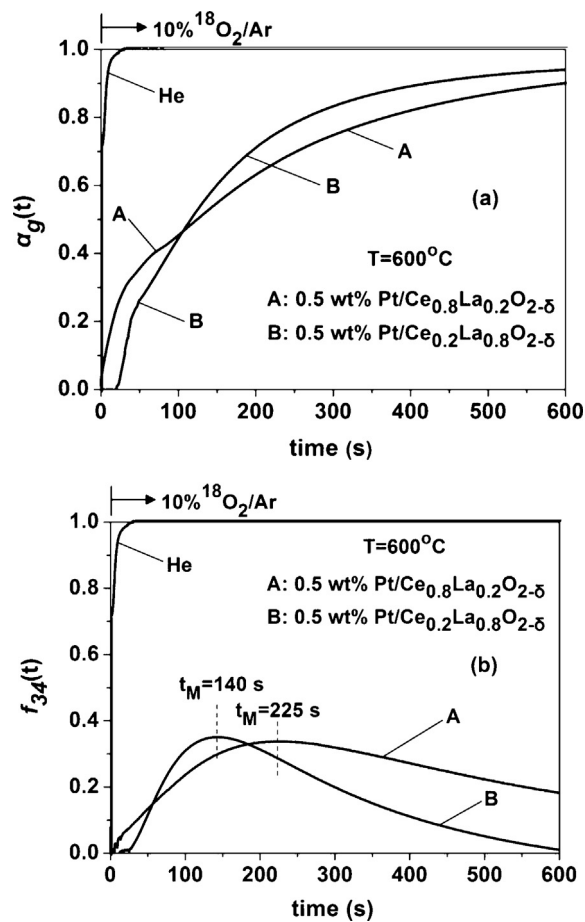 10% ¹⁸O₂/Ar
1.0
He
0.8
A
B
(a)
0.6
αg(t)
A
0.4
T=600°C
A: 0.5 wt% Pt/Ce₀.₈La₀.₂O₂₋δ
B
0.2
B: 0.5 wt% Pt/Ce₀.₂La₀.₈O₂₋δ
0.0
0 100 200 300 400 500 600
time (s)
10% ¹⁸O₂/Ar
1.0
He
T=600°C
0.8
A: 0.5 wt% Pt/Ce₀.₈La₀.₂O₂₋δ
B: 0.5 wt% Pt/Ce₀.₂La₀.₈O₂₋δ
0.6
f₃₄(t)
(b)
tM=140 s
tM=225 s
0.4
A
0.2
B
0.0
0 100 200 300 400 500 600
time (s)